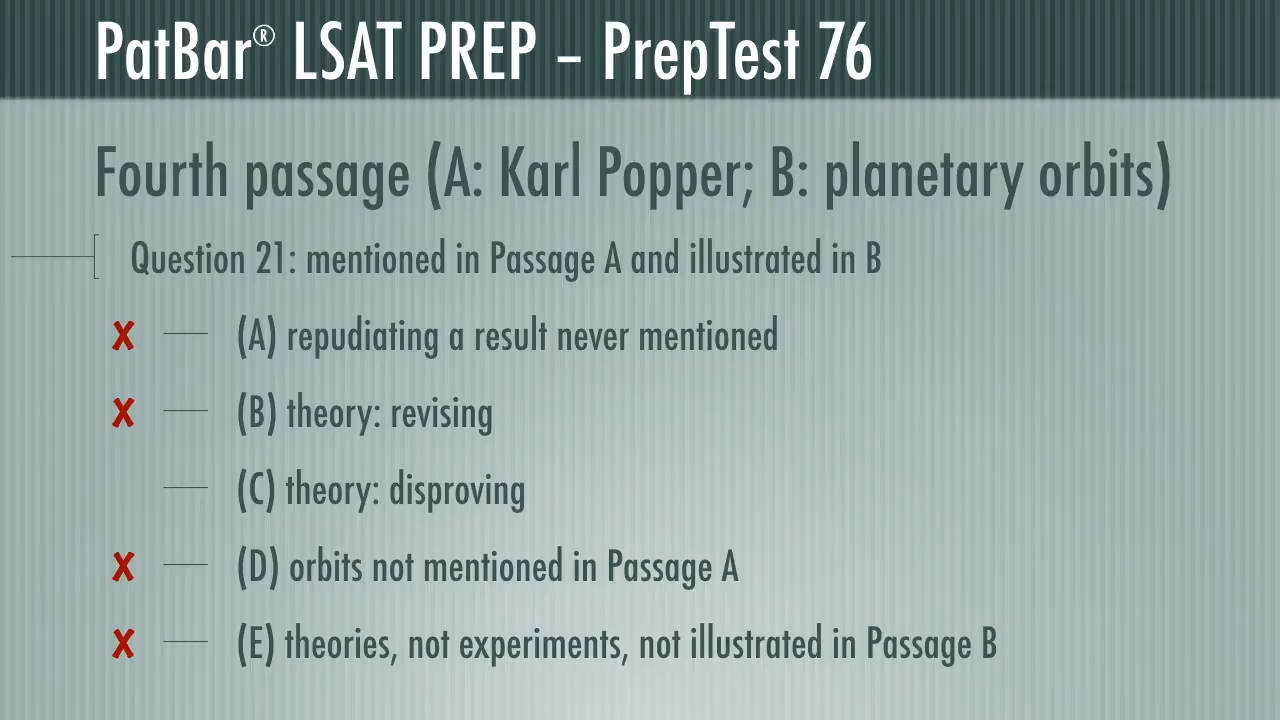 PatBar® LSAT PREP – PrepTest 76
Fourth passage (A: Karl Popper; B: planetary orbits)
Question 21: mentioned in Passage A and illustrated in B
✗ (A) repudiating a result never mentioned
✗ (B) theory: revising
(C) theory: disproving
✗ (D) orbits not mentioned in Passage A
✗ (E) theories, not experiments, not illustrated in Passage B